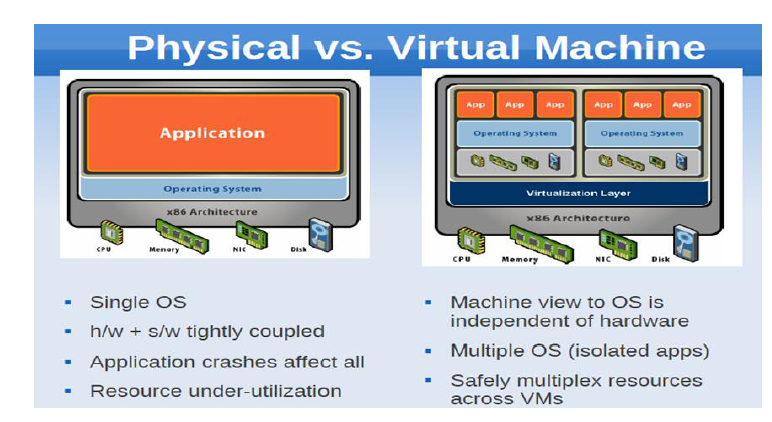 Physical vs. Virtual Machine
Application
Operating System
x86 Architecture
CPU
Memory
NIC
Disk
App App App App App App
Operating System Operating System
Virtualization Layer
x86 Architecture
CPU
Memory
NIC
Disk
Single OS
h/w + s/w tightly coupled
Application crashes affect all
Resource under-utilization
Machine view to OS is
independent of hardware
Multiple OS (isolated apps)
Safely multiplex resources
across VMs